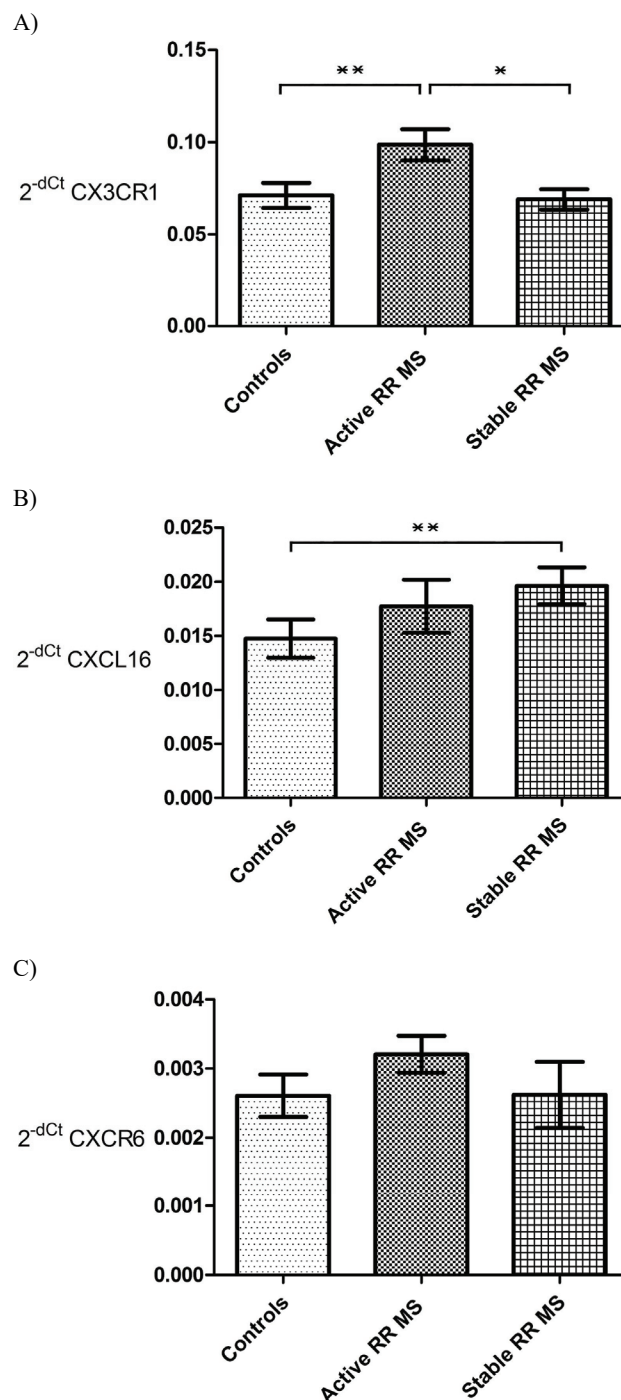 A)
0.15
0.10
0.05
0.00
2-dCt CX3CR1
** *
Controls
Active RR MS
Stable RR MS
B)
0.025
0.020
0.015
0.010
0.005
0.000
2-dCt CXCL16
**
Controls
Active RR MS
Stable RR MS
C)
0.004
0.003
0.002
0.001
0.000
2-dCt CXCR6
Controls
Active RR MS
Stable RR MS